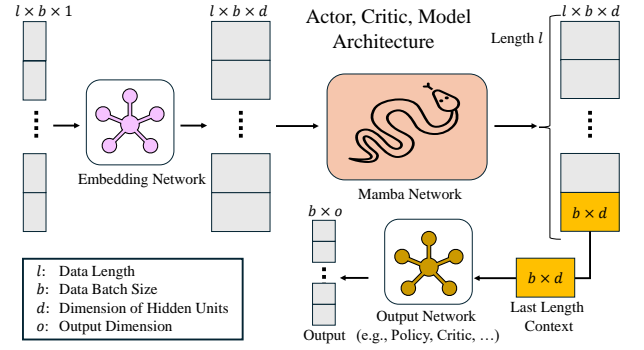 l × b × 1
l × b × d
Actor, Critic, Model
Architecture
l × b × d
Length l
Embedding Network
Mamba Network
b × d
b × o
l: Data Length
b: Data Batch Size
d: Dimension of Hidden Units
o: Output Dimension
Output
Output Network
(e.g., Policy, Critic, …)
b × d
Last Length
Context